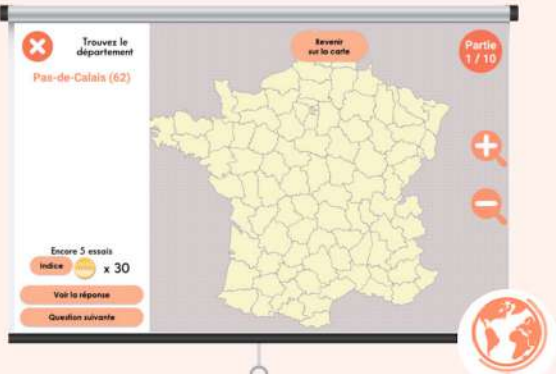 Trouvez le
département
Pas-de-Calais (62)
Revenir
sur la carte
Partie
1 / 10
Encore 5 essais
Indice
x 30
Voir la réponse
Question suivante